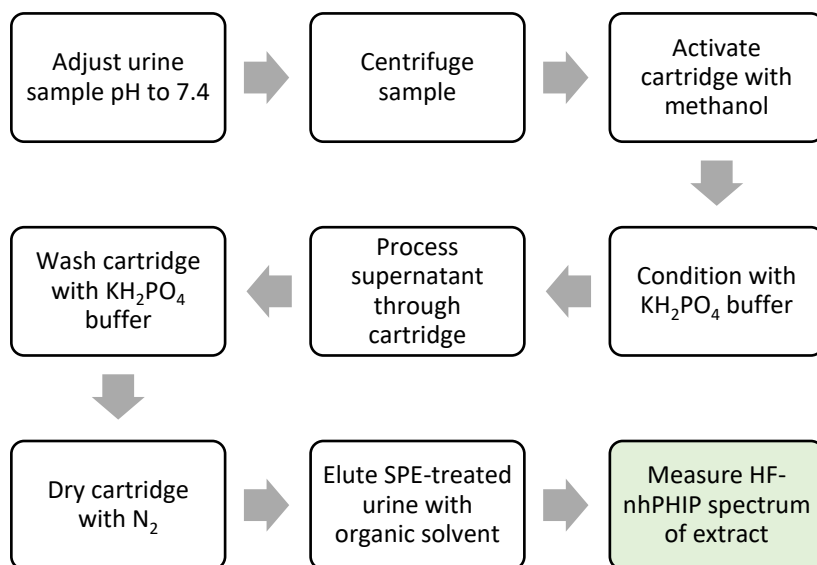 Adjust urine
sample pH to 7.4
Centrifuge
sample
Activate
cartridge with
methanol
Condition with
KH₂PO₄ buffer
Process
supernatant
through
cartridge
Wash cartridge
with KH₂PO₄
buffer
Dry cartridge
with N₂
Elute SPE-treated
urine with
organic solvent
Measure HF-
nhPHIP spectrum
of extract